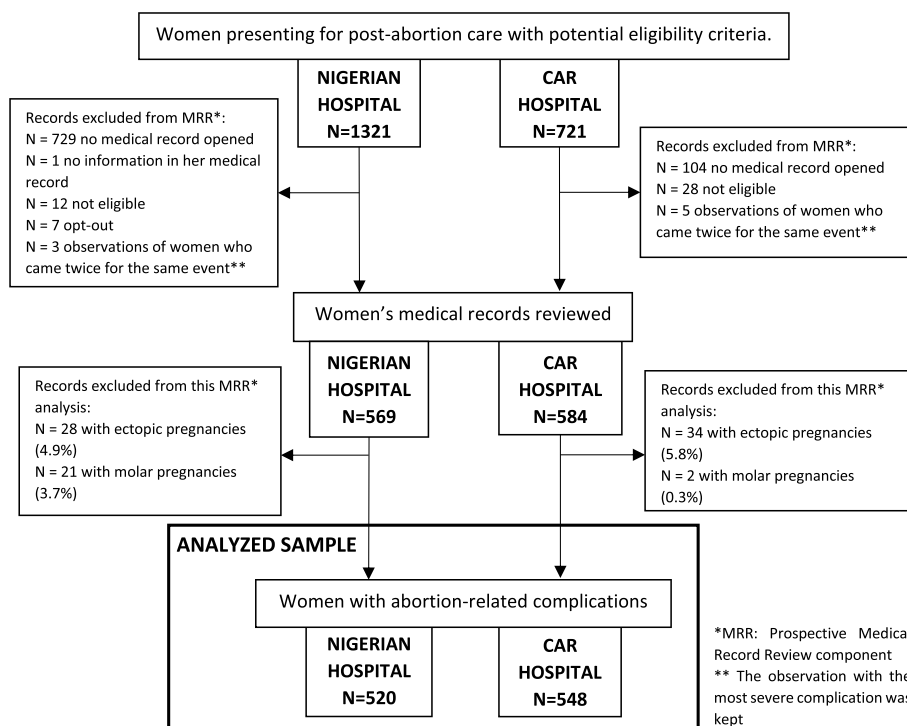 Women presenting for post-abortion care with potential eligibility criteria.
NIGERIAN
HOSPITAL
N=1321
CAR
HOSPITAL
N=721
Records excluded from MRR*:
N = 729 no medical record opened
N = 1 no information in her medical
record
N = 12 not eligible
N = 7 opt-out
N = 3 observations of women who
came twice for the same event**
Records excluded from MRR*:
N = 104 no medical record opened
N = 28 not eligible
N = 5 observations of women who
came twice for the same event**
Women's medical records reviewed
NIGERIAN
HOSPITAL
N=569
CAR
HOSPITAL
N=584
Records excluded from this MRR*
analysis:
N = 28 with ectopic pregnancies
(4.9%)
N = 21 with molar pregnancies
(3.7%)
Records excluded from this MRR*
analysis:
N = 34 with ectopic pregnancies
(5.8%)
N = 2 with molar pregnancies
(0.3%)
ANALYZED SAMPLE
Women with abortion-related complications
NIGERIAN
HOSPITAL
N=520
CAR
HOSPITAL
N=548
*MRR: Prospective Medical
Record Review component
** The observation with the
most severe complication was
kept